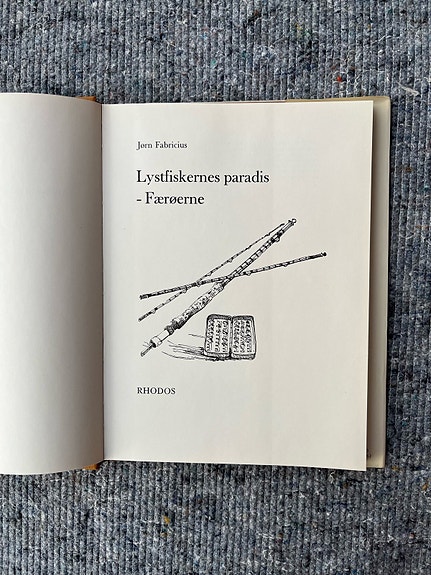 Jørn Fabricius
Lystfiskernes paradis
- Færøerne
RHODOS